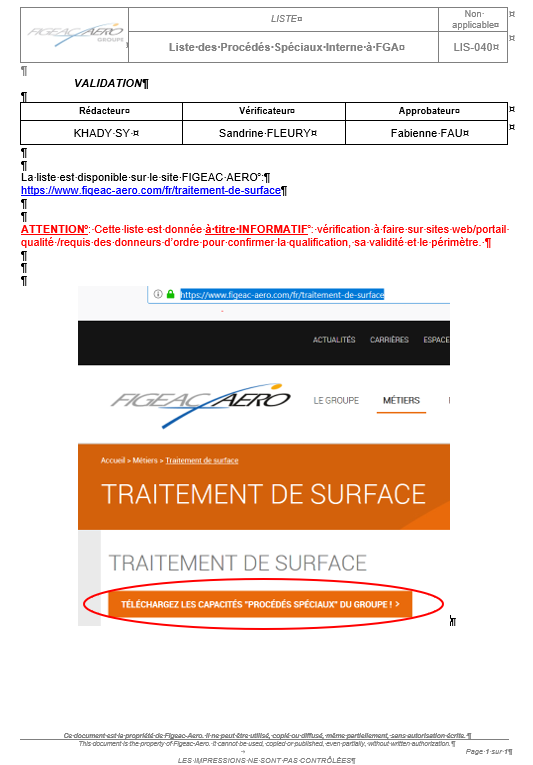 FIGEAC AERO
GROUPE
LISTE¤
Non·
applicable¤
Liste·des·Procédés·Spéciaux·Interne·à·FGA¤
LIS-040¤
VALIDATION¶
Rédacteur¤
Vérificateur¤
Approbateur¤
KHADY·SY·¤
Sandrine·FLEURY¤
Fabienne·FAU¤
La·liste·est·disponible·sur·le·site·FIGEAC·AERO°:¶
https://www.figeac-aero.com/fr/traitement-de-surface¶
ATTENTION°:·Cette·liste·est·donnée·à·titre·INFORMATIF°:·vérification·à·faire·sur·sites·web/portail·
qualité·/requis·des·donneurs·d'ordre·pour·confirmer·la·qualification,·sa·validité·et·le·périmètre.·¶
https://www.figeac-aero.com/fr/traitement-de-surface
ACTUALITÉS
CARRIÈRES
ESPACE
FIGEAC AERO
LE GROUPE
MÉTIERS
Accueil > Métiers > Traitement de surface
TRAITEMENT DE SURFACE
TRAITEMENT DE SURFACE
TÉLÉCHARGEZ LES CAPACITÉS "PROCÉDÉS SPÉCIAUX" DU GROUPE ! >
Ce·document·est·la·propriété·de·Figeac-Aero.·Il·ne·peut·être·utilisé,·copié·ou·diffusé,·même·partiellement,·sans·autorisation·écrite.·¶
This·document·is·the·property·of·Figeac-Aero.·It·cannot·be·used,·copied·or·published,·even·partially,·without·written·authorization.¶
Page·1·sur·1¶
LES·IMPRESSIONS·NE·SONT·PAS·CONTRÔLÉES¶